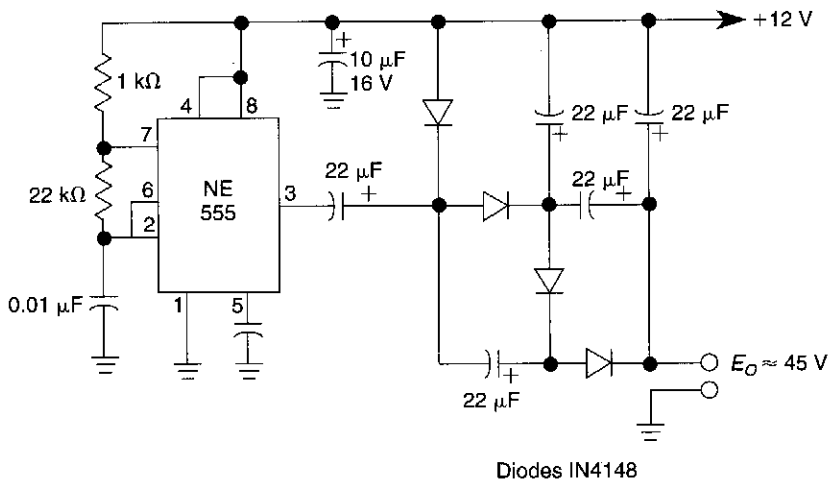 +12 V
+
10 µF
16 V
1 kΩ
4
8
7
22 kΩ
6
2
NE
555
3
22 µF
+
22 µF
+
22 µF
+
22 µF
+
0.01 µF
1
5
22 µF
+
E_O ≈ 45 V
Diodes IN4148